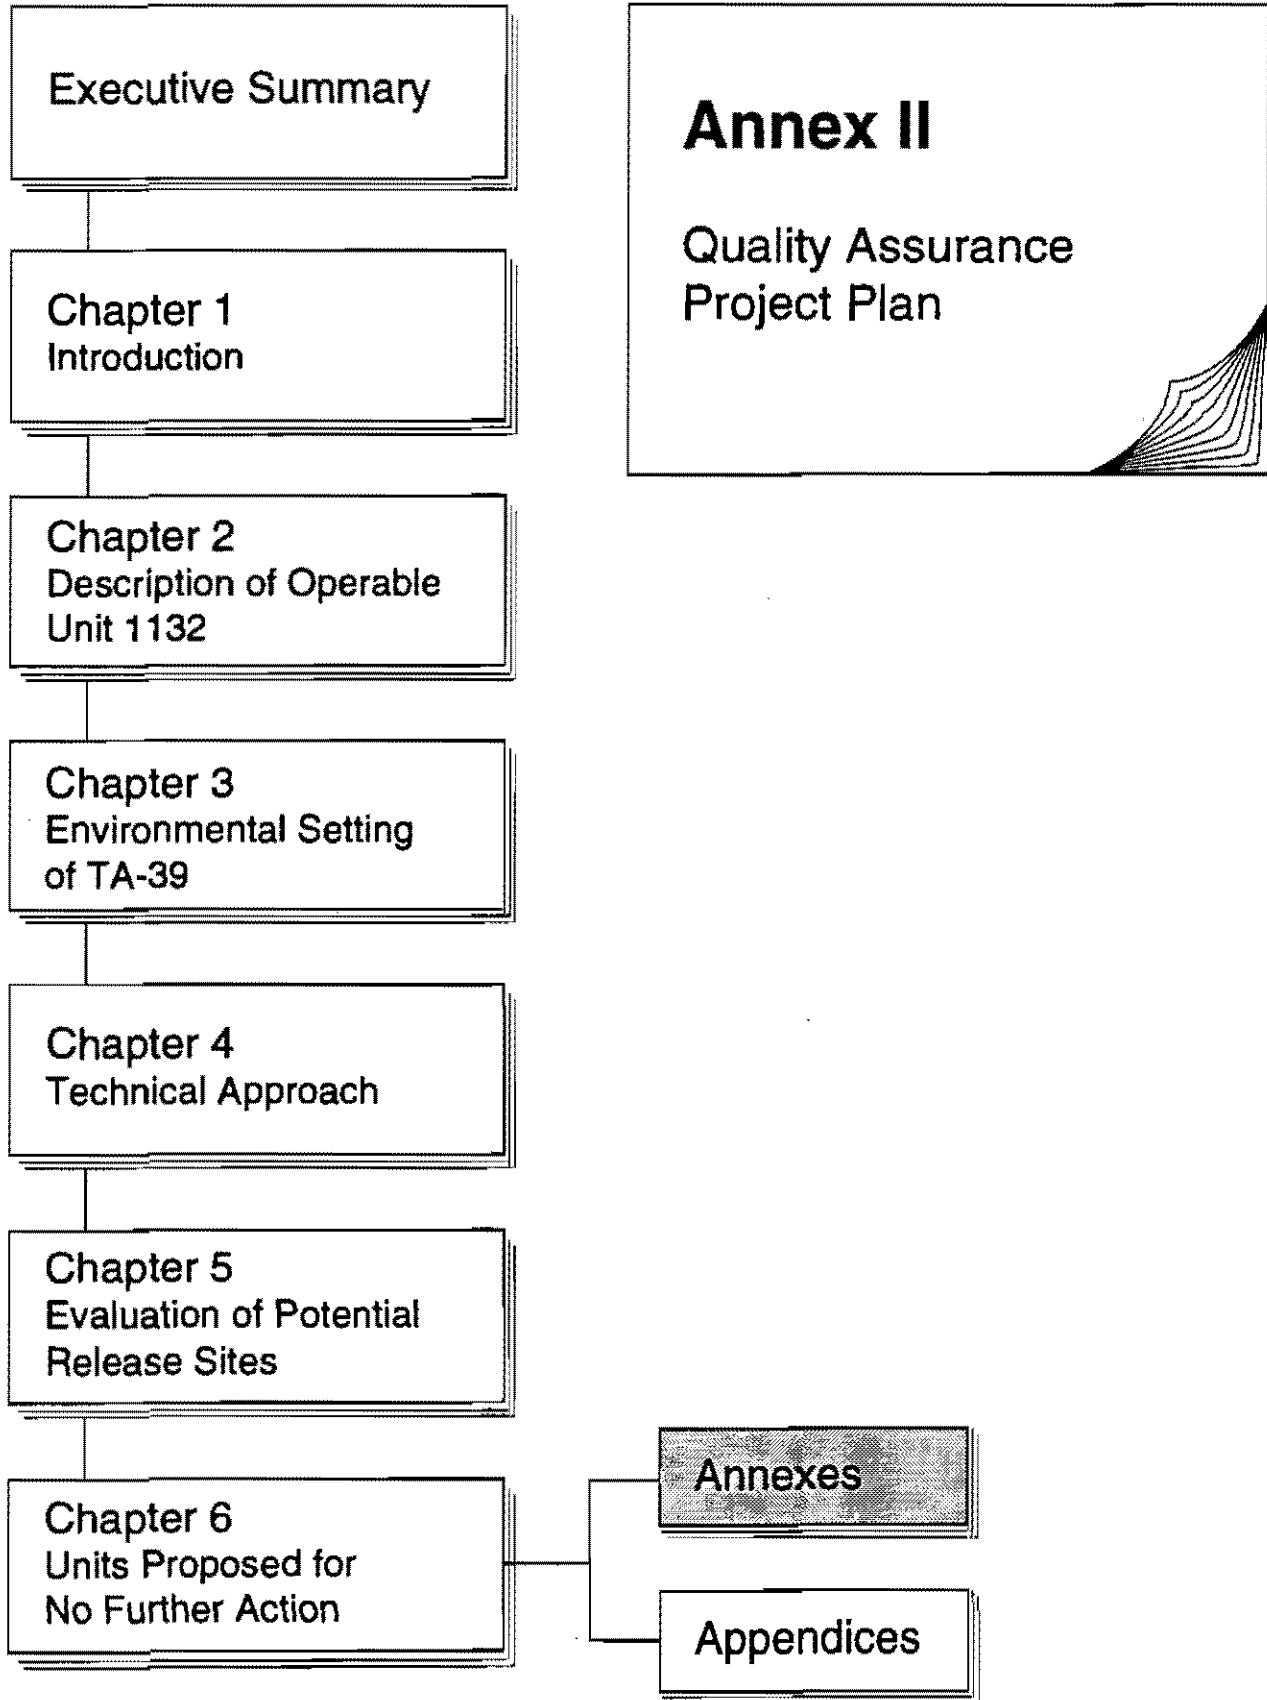 Executive Summary
Chapter 1
Introduction
Chapter 2
Description of Operable
Unit 1132
Chapter 3
Environmental Setting
of TA-39
Chapter 4
Technical Approach
Chapter 5
Evaluation of Potential
Release Sites
Chapter 6
Units Proposed for
No Further Action
Annex II
Quality Assurance
Project Plan
Annexes
Appendices